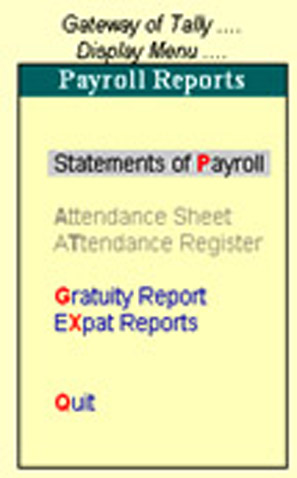 Gateway of Tally ....
Display Menu ....
Payroll Reports
Statements of Payroll
Attendance Sheet
ATtendance Register
Gratuity Report
EXpat Reports
Quit